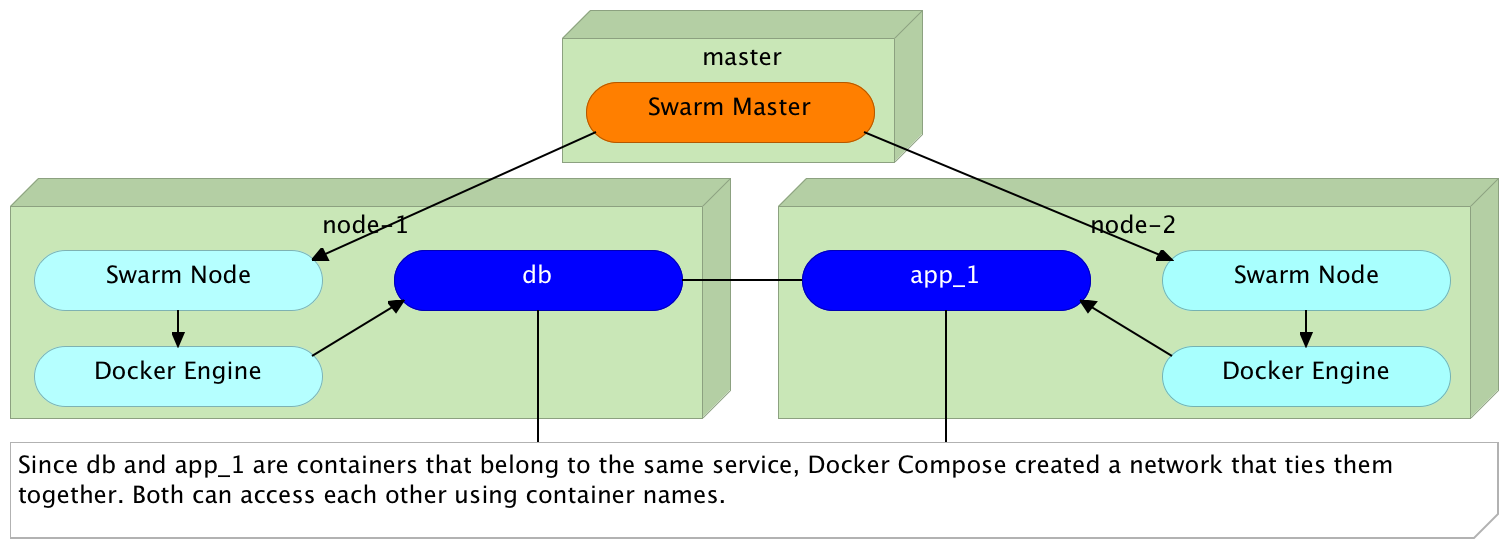 master
Swarm Master
node-1
node-2
Swarm Node
db
app_1
Swarm Node
Docker Engine
Docker Engine
Since db and app_1 are containers that belong to the same service, Docker Compose created a network that ties them
together. Both can access each other using container names.